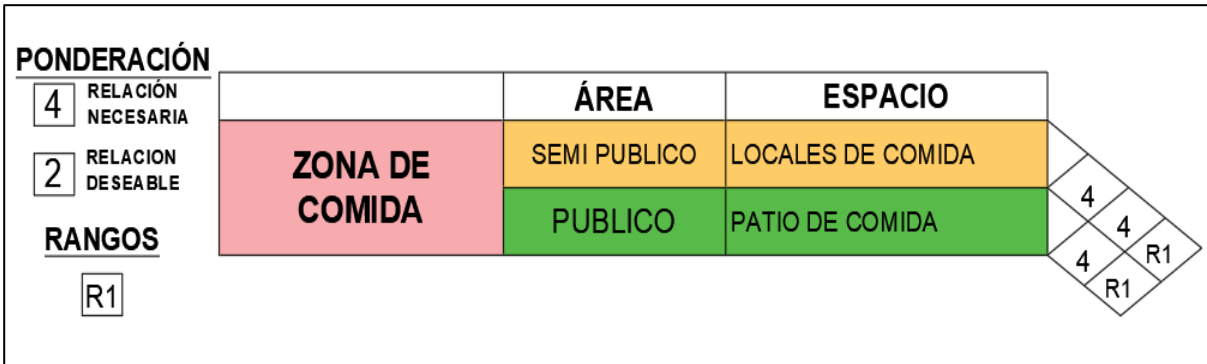 PONDERACIÓN
4 RELACIÓN
NECESARIA
2 RELACION
DESEABLE
RANGOS
R1
ÁREA ESPACIO
ZONA DE
COMIDA
SEMI PUBLICO LOCALES DE COMIDA
PUBLICO PATIO DE COMIDA
4
4
R1
4
R1